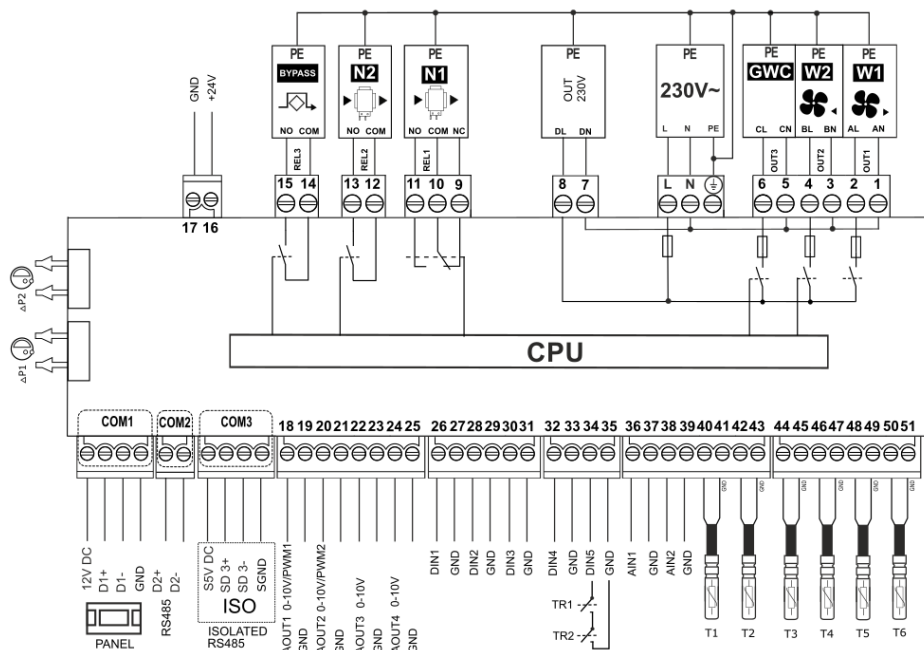 PE PE PE PE PE PE PE
BYPASS N2 N1 OUT 230V 230V~ GWC W2 W1
GND
+24V
NO COM NO COM NO COM NC DL DN L N PE CL CN BL BN AL AN
REL3 REL2 REL1 OUT3 OUT2 OUT1
17 16 15 14 13 12 11 10 9 8 7 L N 6 5 4 3 2 1
△P2
△P1
CPU
COM1 COM2 COM3 18 19 20 21 22 23 24 25 26 27 28 29 30 31 32 33 34 35 36 37 38 39 40 41 42 43 44 45 46 47 48 49 50 51
GND GND GND GND GND GND
12V DC
D1+
D1-
GND
PANEL
D2+
D2-
RS485
S5V DC
SD 3+
SD 3-
SGND
ISO
ISOLATED
RS485
AOUT1 0-10V/PWM1
GND
AOUT2 0-10V/PWM2
GND
AOUT3 0-10V
GND
AOUT4 0-10V
GND
DIN1
GND
DIN2
GND
DIN3
GND
DIN4
GND
DIN5
GND
TR1
TR2
AIN1
GND
AIN2
GND
T1 T2 T3 T4 T5 T6